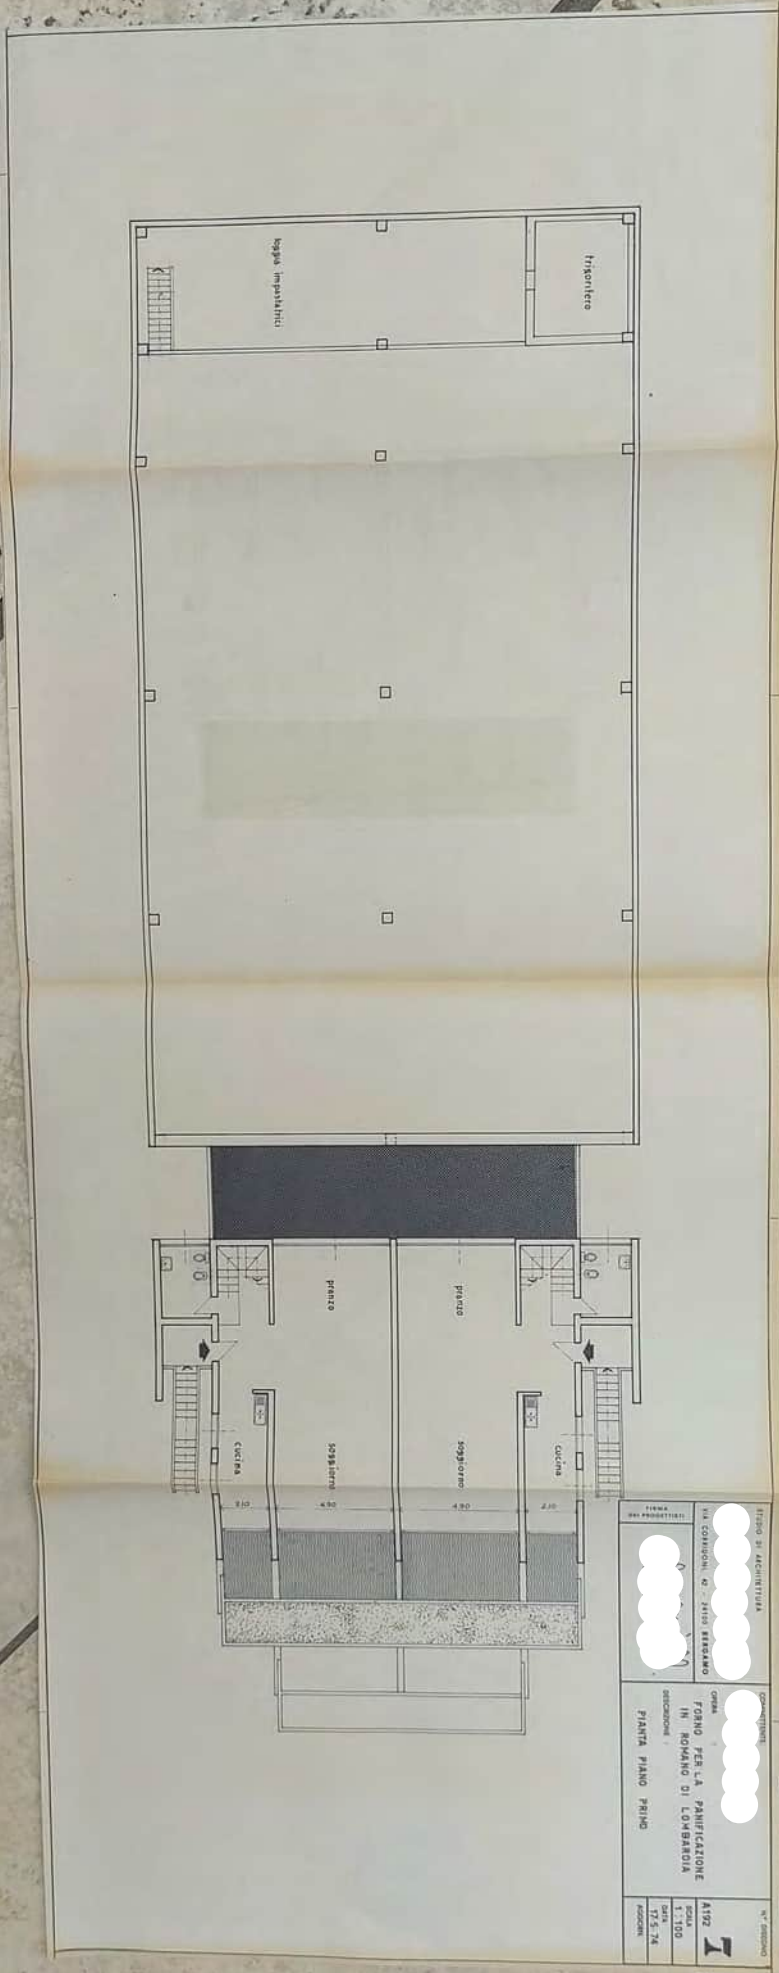 frigorifero
loggia impastatrici
pranzo
pranzo
cucina
soggiorno
soggiorno
cucina
2.10
4.90
4.90
2.10
STUDIO DI ARCHITETTURA
VIA CORRIDONI, 42 - 24100 BERGAMO
FIRMA
DEI PROGETTISTI
COMMITTENTE
OPERA :
FORNO PER LA PANIFICAZIONE
IN ROMANO DI LOMBARDIA
DESCRIZIONE :
PIANTA PIANO PRIMO
N° DISEGNO
A192
7
SCALA
1:100
DATA
17-5-74
AGGIORN.